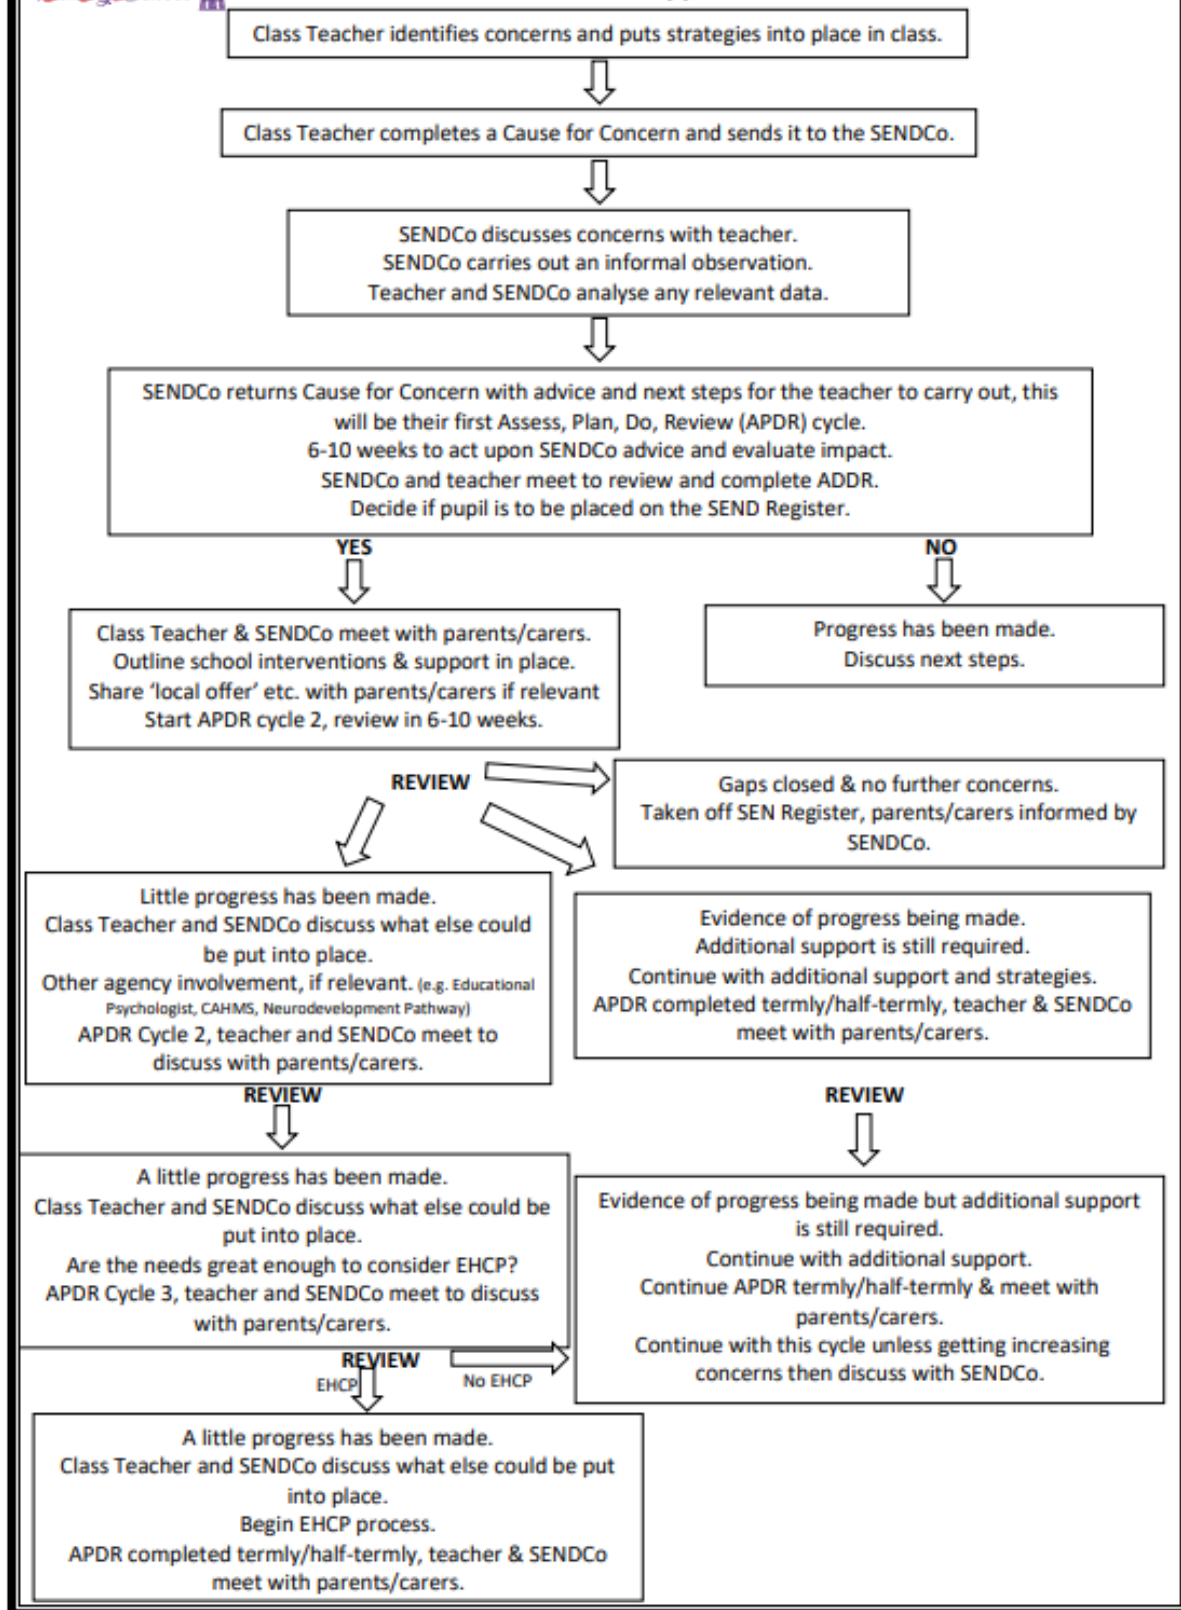 Class Teacher identifies concerns and puts strategies into place in class.
Class Teacher completes a Cause for Concern and sends it to the SENDCo.
SENDCo discusses concerns with teacher.
SENDCo carries out an informal observation.
Teacher and SENDCo analyse any relevant data.
SENDCo returns Cause for Concern with advice and next steps for the teacher to carry out, this
will be their first Assess, Plan, Do, Review (APDR) cycle.
6-10 weeks to act upon SENDCo advice and evaluate impact.
SENDCo and teacher meet to review and complete ADDR.
Decide if pupil is to be placed on the SEND Register.
YES
NO
Class Teacher & SENDCo meet with parents/carers.
Outline school interventions & support in place.
Share 'local offer' etc. with parents/carers if relevant
Start APDR cycle 2, review in 6-10 weeks.
Progress has been made.
Discuss next steps.
REVIEW
Gaps closed & no further concerns.
Taken off SEN Register, parents/carers informed by
SENDCo.
Little progress has been made.
Class Teacher and SENDCo discuss what else could
be put into place.
Other agency involvement, if relevant. (e.g. Educational
Psychologist, CAHMS, Neurodevelopment Pathway)
APDR Cycle 2, teacher and SENDCo meet to
discuss with parents/carers.
Evidence of progress being made.
Additional support is still required.
Continue with additional support and strategies.
APDR completed termly/half-termly, teacher & SENDCo
meet with parents/carers.
REVIEW
REVIEW
A little progress has been made.
Class Teacher and SENDCo discuss what else could be
put into place.
Are the needs great enough to consider EHCP?
APDR Cycle 3, teacher and SENDCo meet to discuss
with parents/carers.
Evidence of progress being made but additional support
is still required.
Continue with additional support.
Continue APDR termly/half-termly & meet with
parents/carers.
Continue with this cycle unless getting increasing
concerns then discuss with SENDCo.
REVIEW
EHCP
No EHCP
A little progress has been made.
Class Teacher and SENDCo discuss what else could be put
into place.
Begin EHCP process.
APDR completed termly/half-termly, teacher & SENDCo
meet with parents/carers.